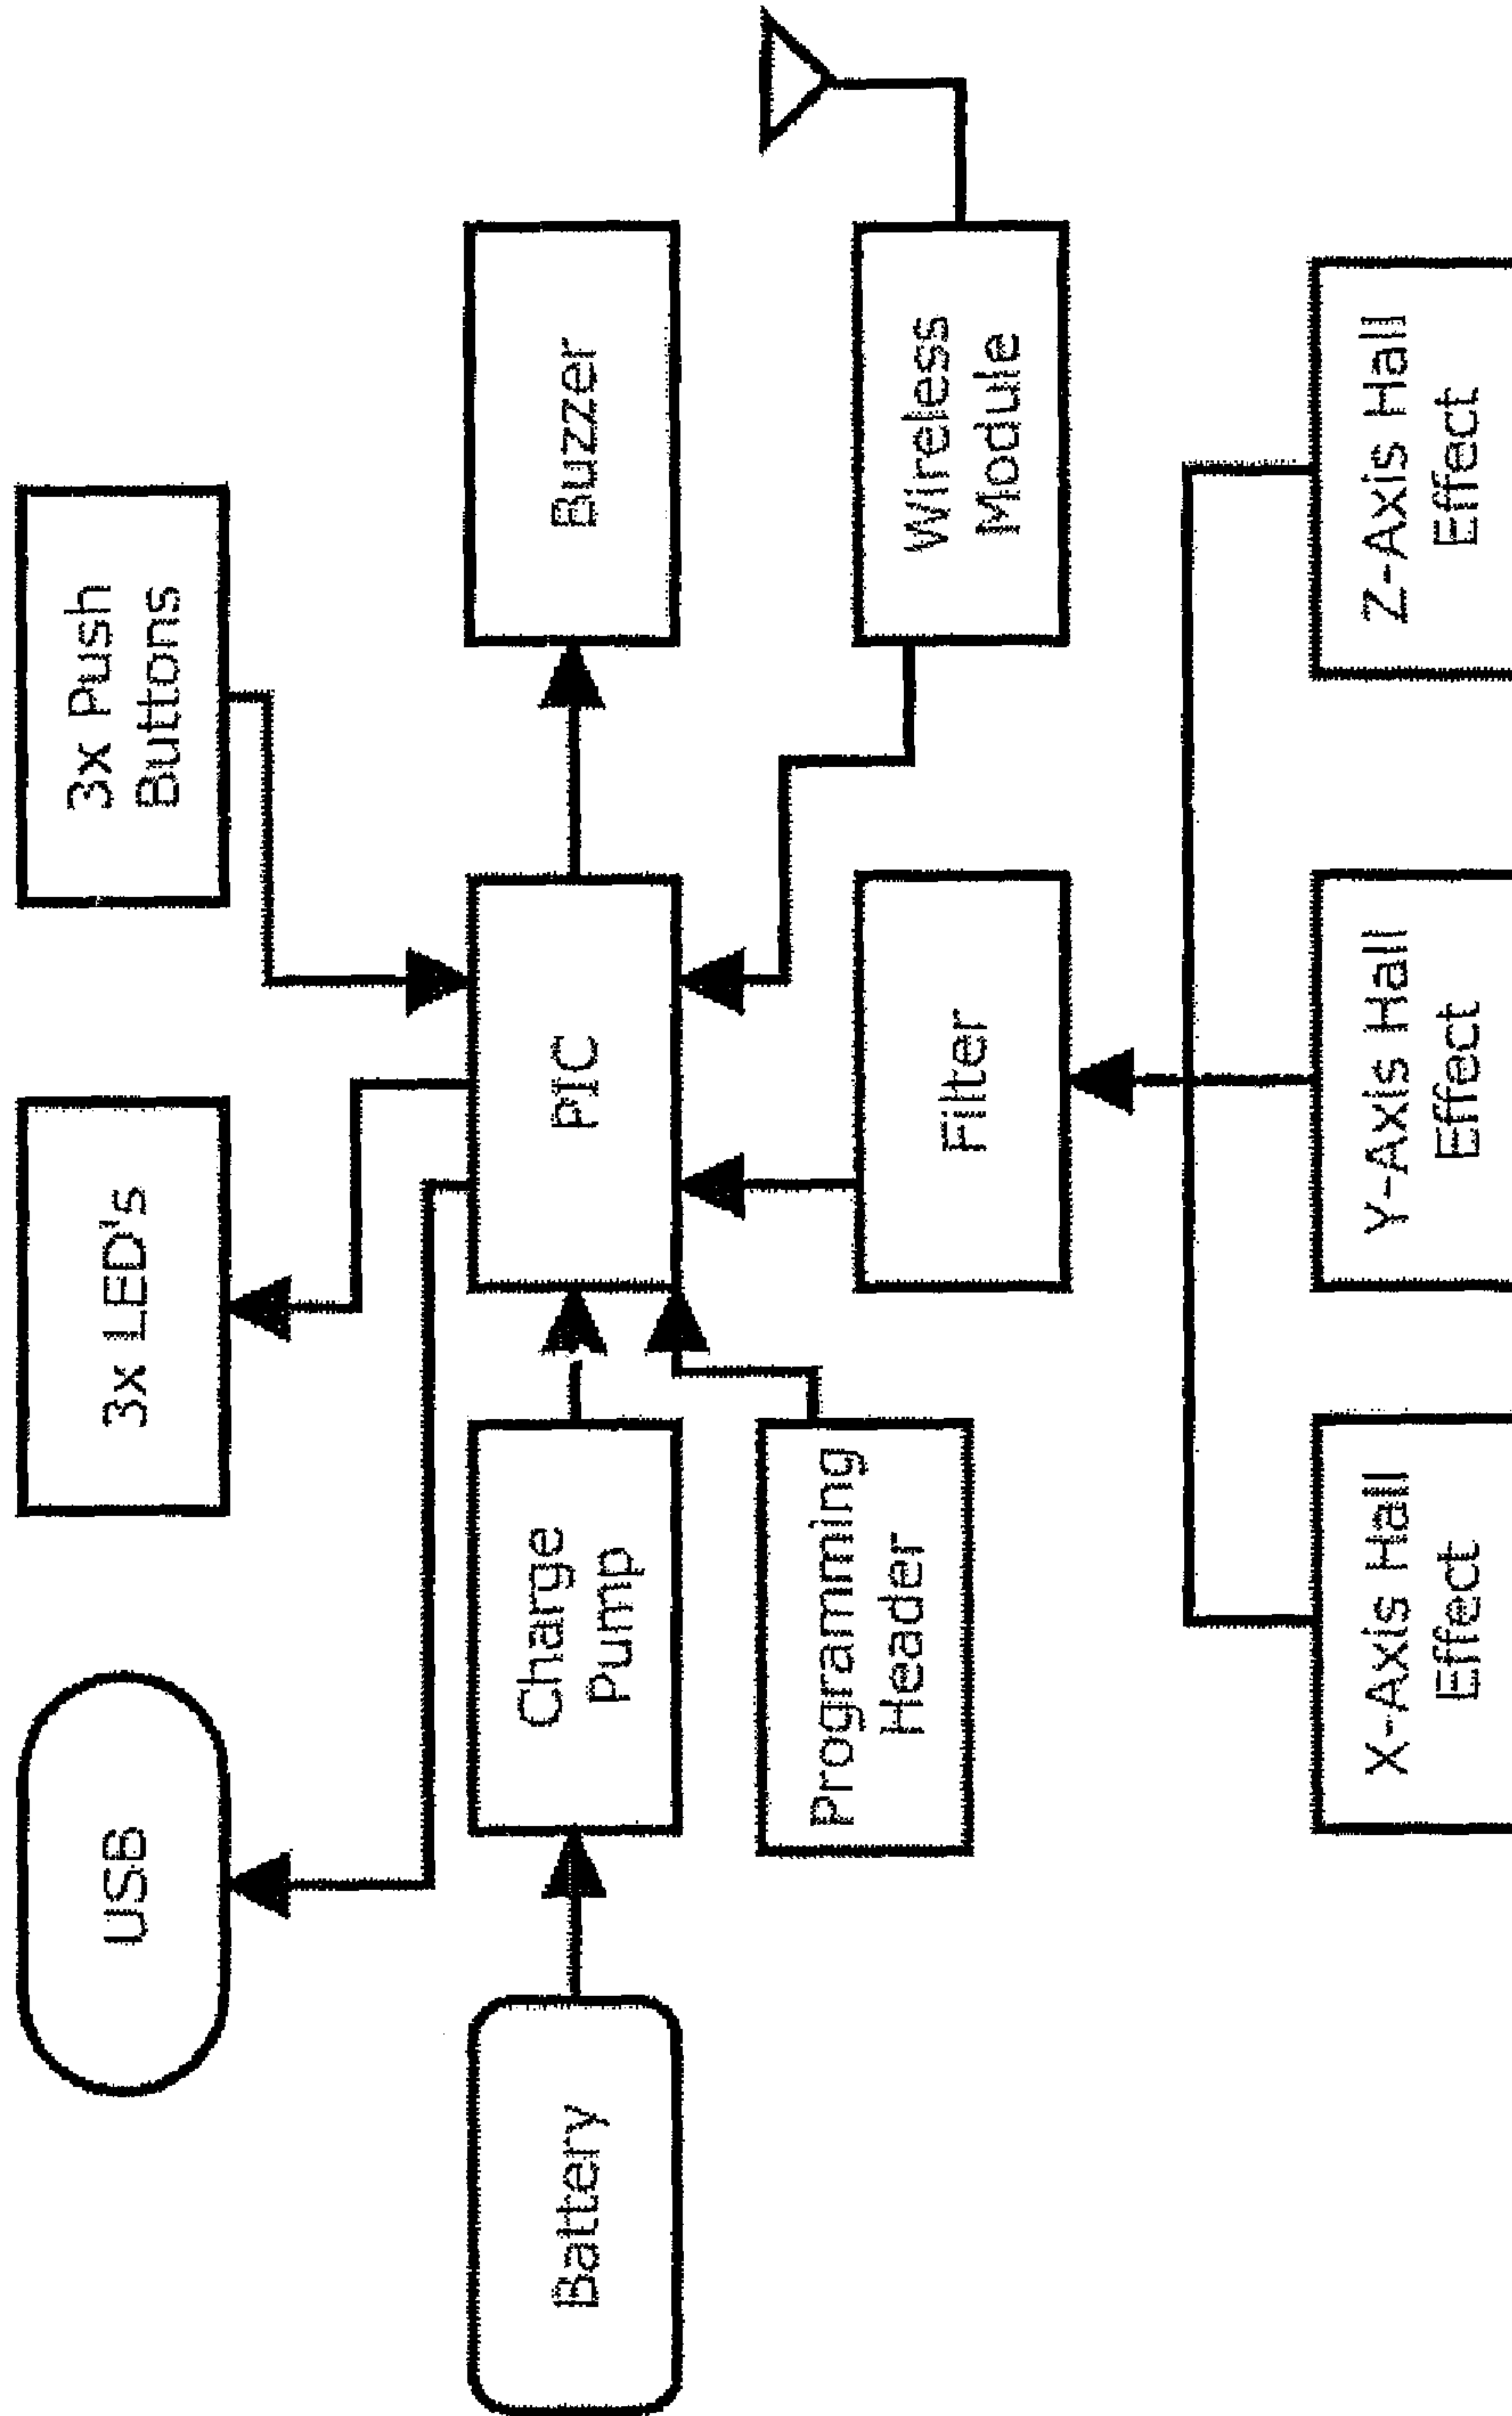 USB
3x LED's
3x Push
Buttons
Battery
Charge
Pump
PIC
Buzzer
Programming
Header
Filter
Wireless
Module
X-Axis Hall
Effect
Y-Axis Hall
Effect
Z-Axis Hall
Effect